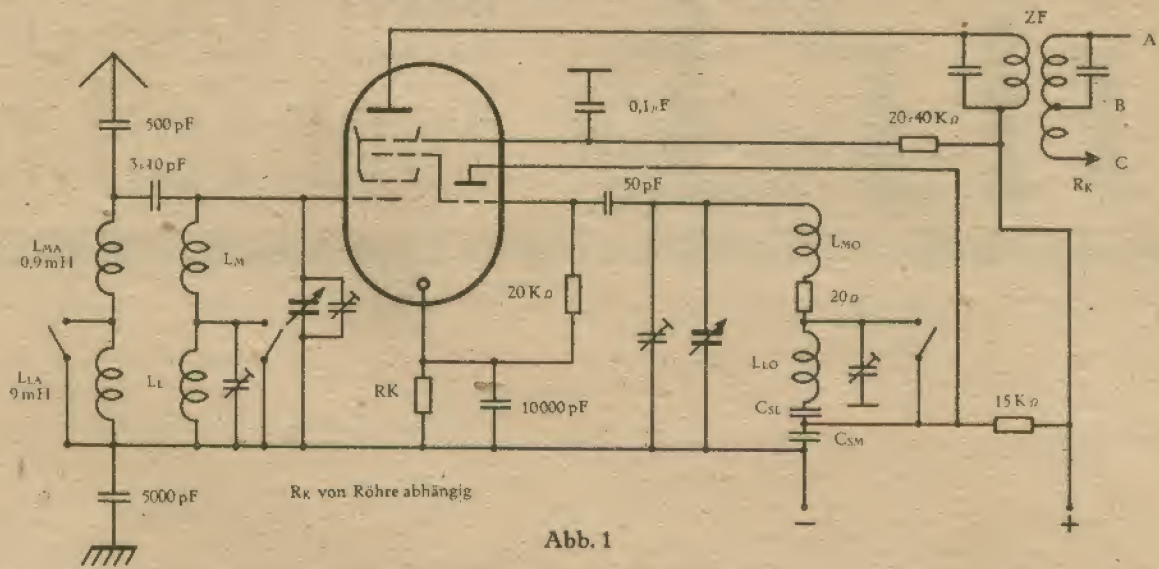 ZF
A
500 pF
0,1µF
20÷40 KΩ
B
3÷10 pF
50 pF
C
RK
LMA
0,9 mH
LM
LMO
20 KΩ
20 Ω
LLA
9 mH
LL
LLO
RK
10000 pF
CSL
15 KΩ
CSM
5000 pF
RK von Röhre abhängig
−
+
Abb. 1